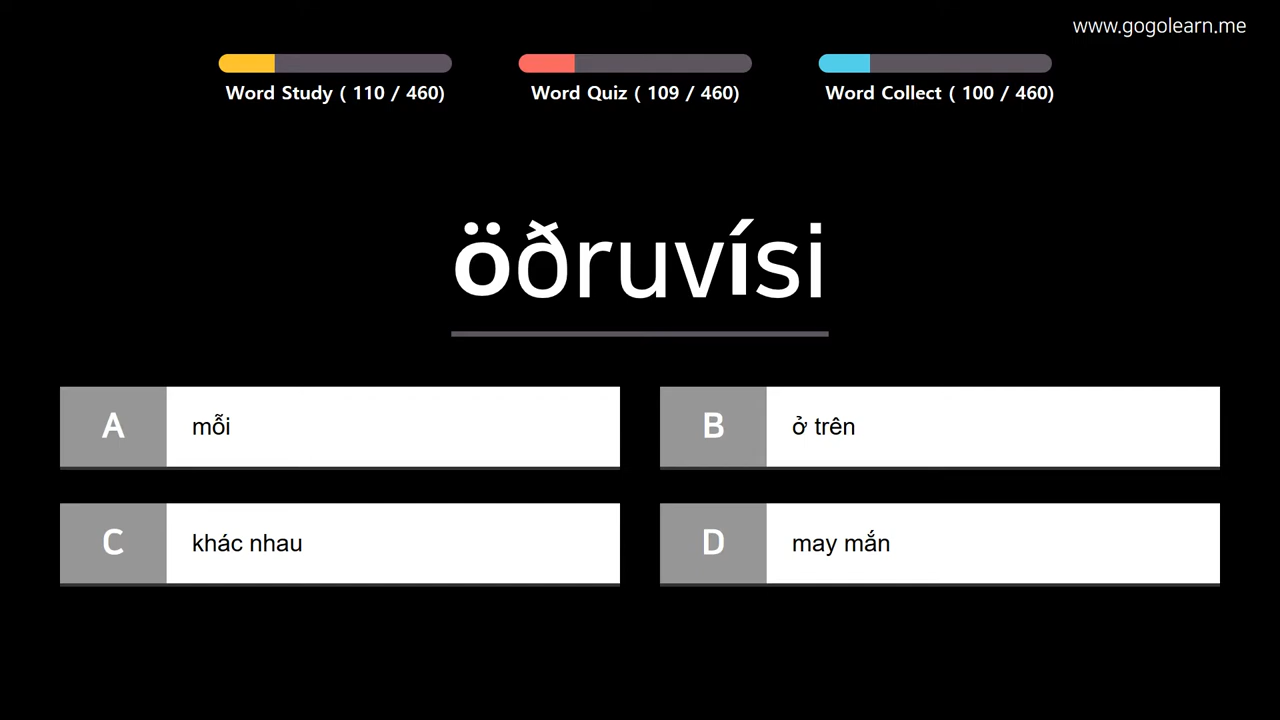 www.gogolearn.me
Word Study ( 110 / 460)
Word Quiz ( 109 / 460)
Word Collect ( 100 / 460)
öðruvísi
A
mỗi
B
ở trên
C
khác nhau
D
may mắn